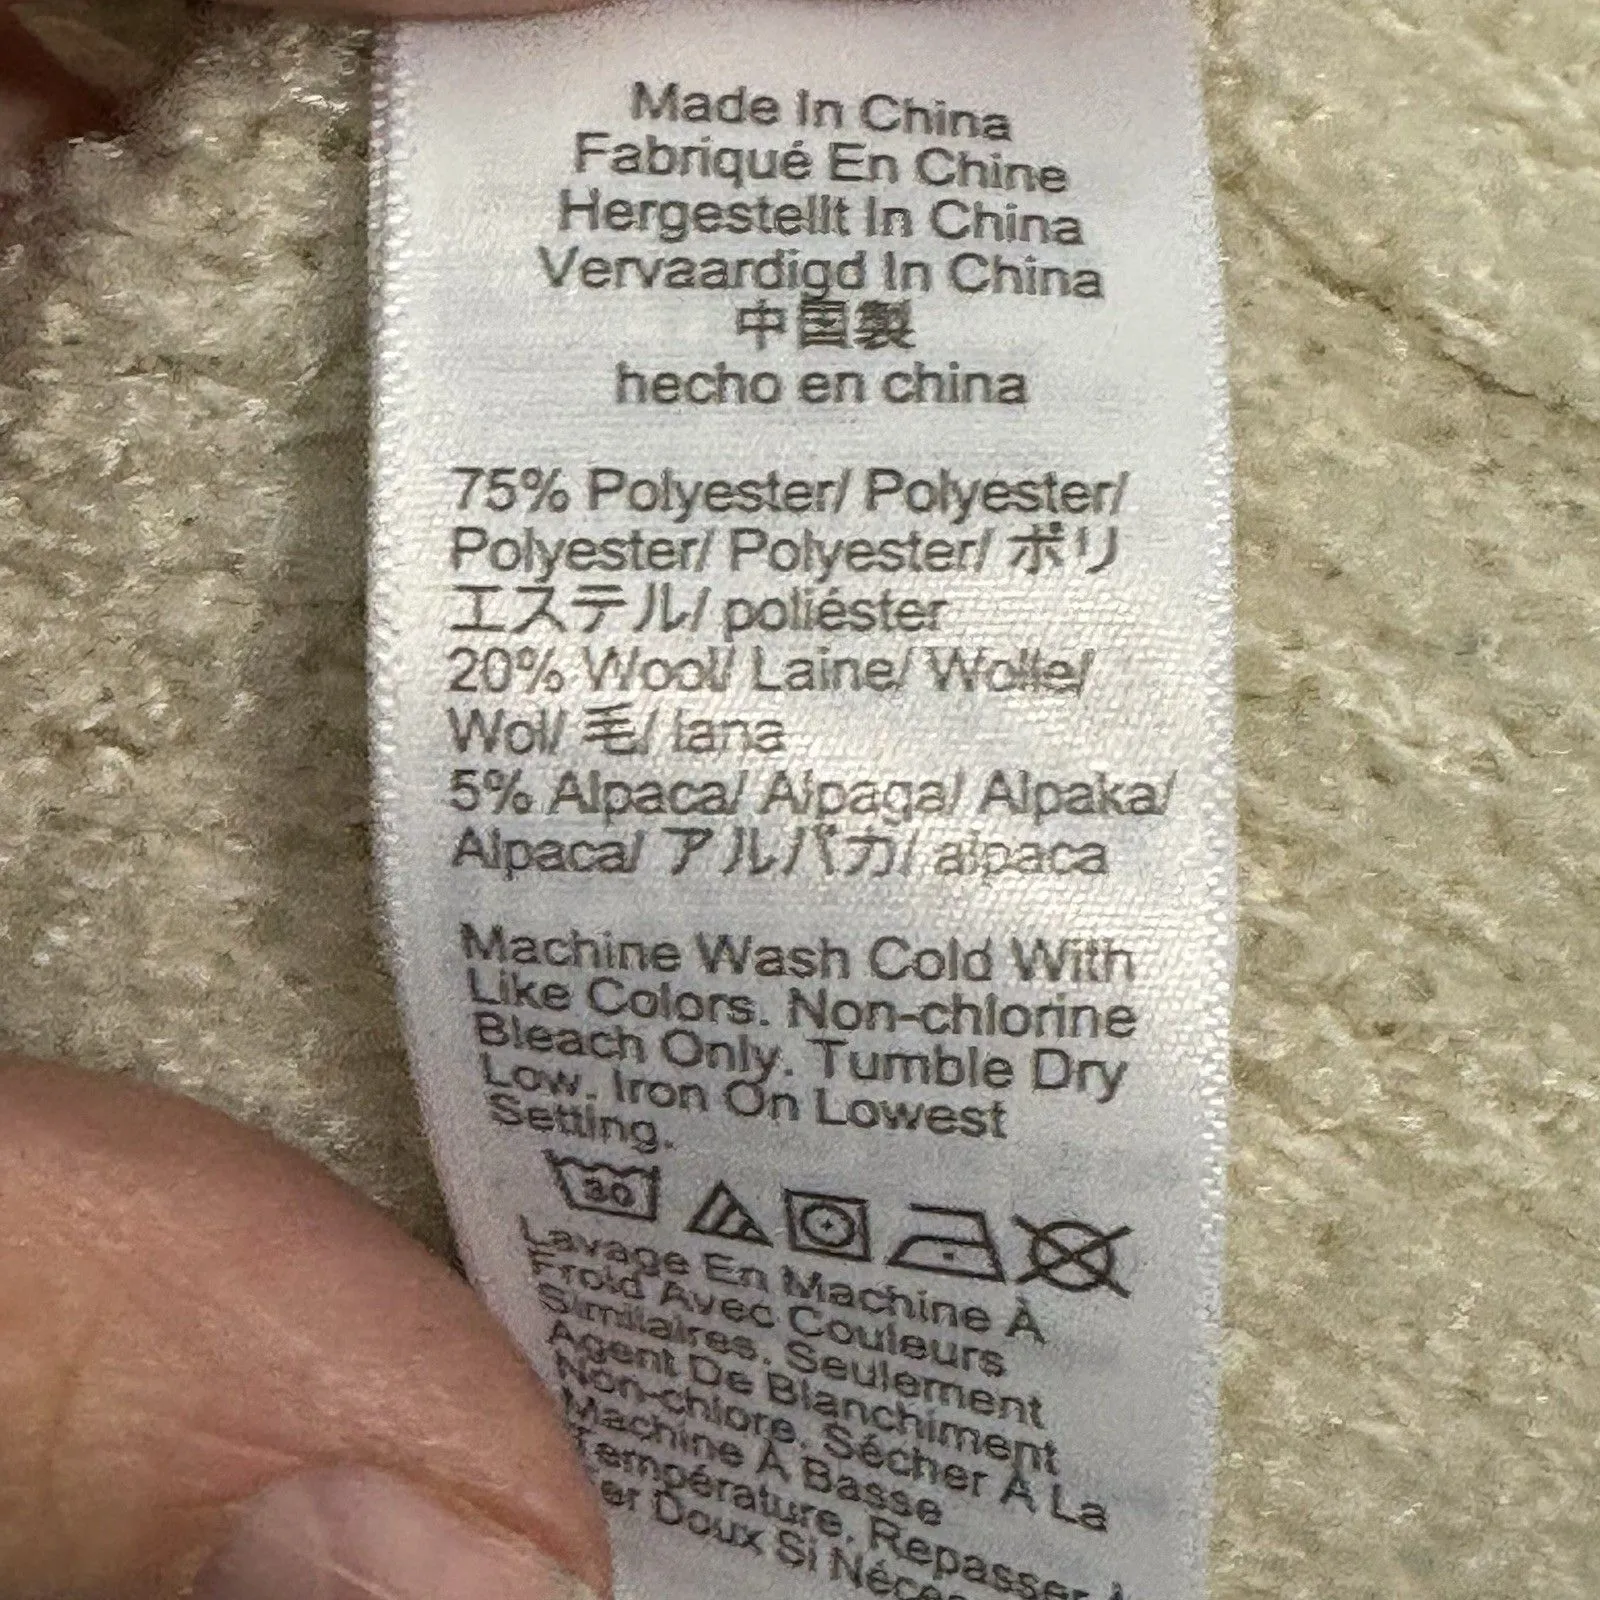 Made In China
Fabriqué En Chine
Hergestellt In China
Vervaardigd In China
中国製
hecho en china
75% Polyester/ Polyester/
Polyester/ Polyester/ ポリ
エステル/ poliéster
20% Wool/ Laine/ Wolle/
Wol/ 毛/ lana
5% Alpaca/ Alpaga/ Alpaka/
Alpaca/ アルパカ/ alpaca
Machine Wash Cold With
Like Colors. Non-chlorine
Bleach Only. Tumble Dry
Low. Iron On Lowest
Setting.
30
Lavage En Machine À
Froid Avec Couleurs
Similaires. Seulement
Agent De Blanchiment
Non-chlore. Sécher À La
Machine À Basse
Température. Repasser
Doux Si